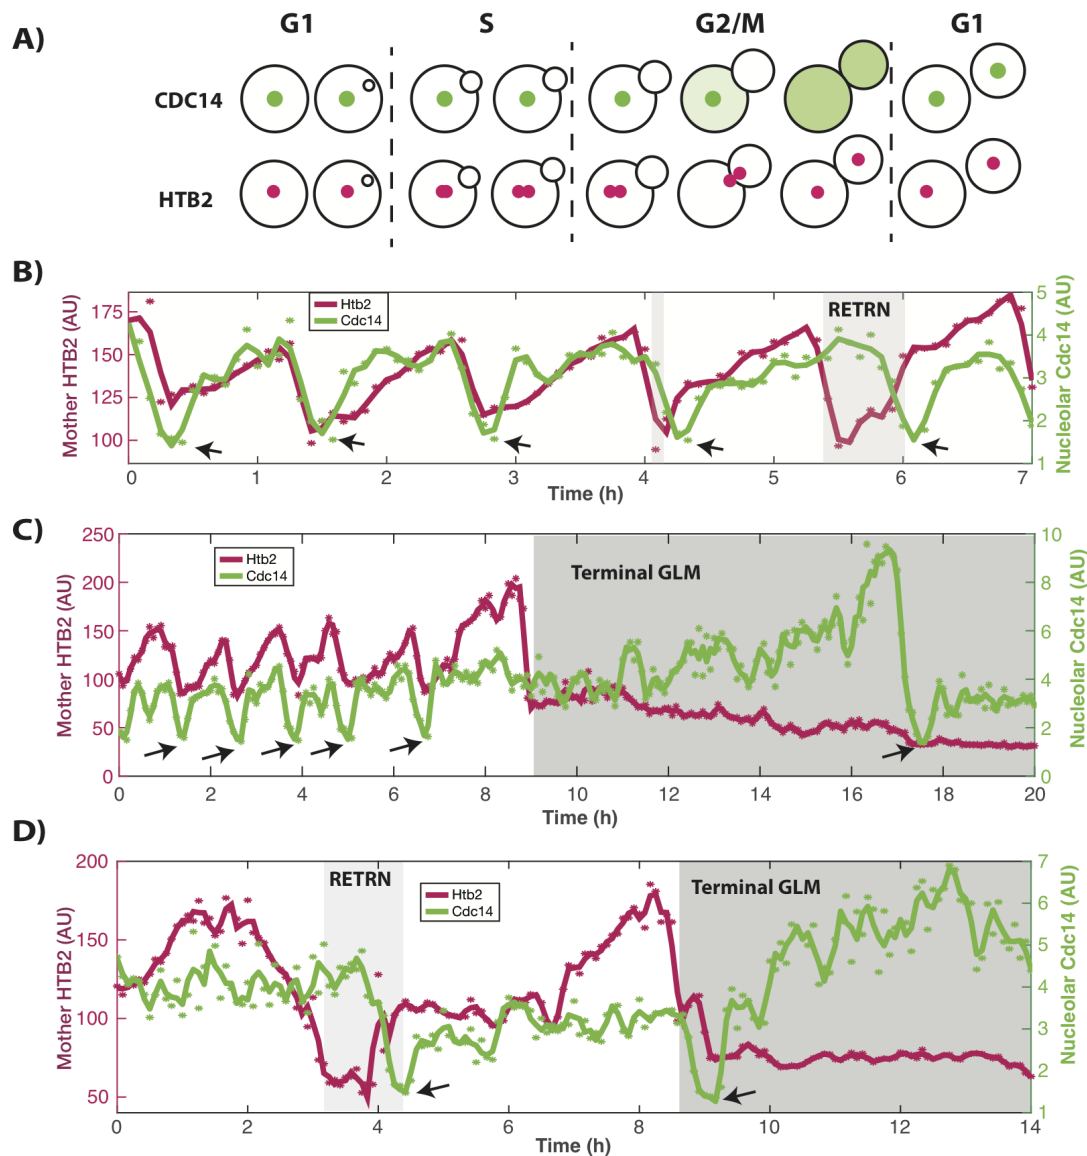 A)
G1 S G2/M G1
CDC14
HTB2
B)
Mother HTB2 (AU)
175
150
125
100
Htb2
Cdc14
RETRN
5
4
3
2
1
Nucleolar Cdc14 (AU)
0 1 2 3 4 5 6 7
Time (h)
C)
Mother HTB2 (AU)
250
200
150
100
50
0
Htb2
Cdc14
Terminal GLM
10
8
6
4
2
0
Nucleolar Cdc14 (AU)
0 2 4 6 8 10 12 14 16 18 20
Time (h)
D)
Mother HTB2 (AU)
200
150
100
50
RETRN
Htb2
Cdc14
Terminal GLM
7
6
5
4
3
2
1
Nucleolar Cdc14 (AU)
0 2 4 6 8 10 12 14
Time (h)